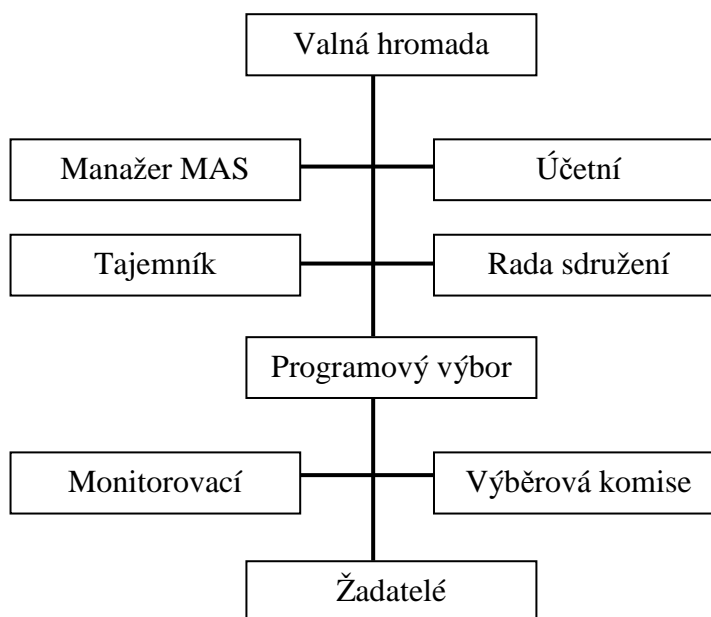 Valná hromada
Manažer MAS
Účetní
Tajemník
Rada sdružení
Programový výbor
Monitorovací
Výběrová komise
Žadatelé